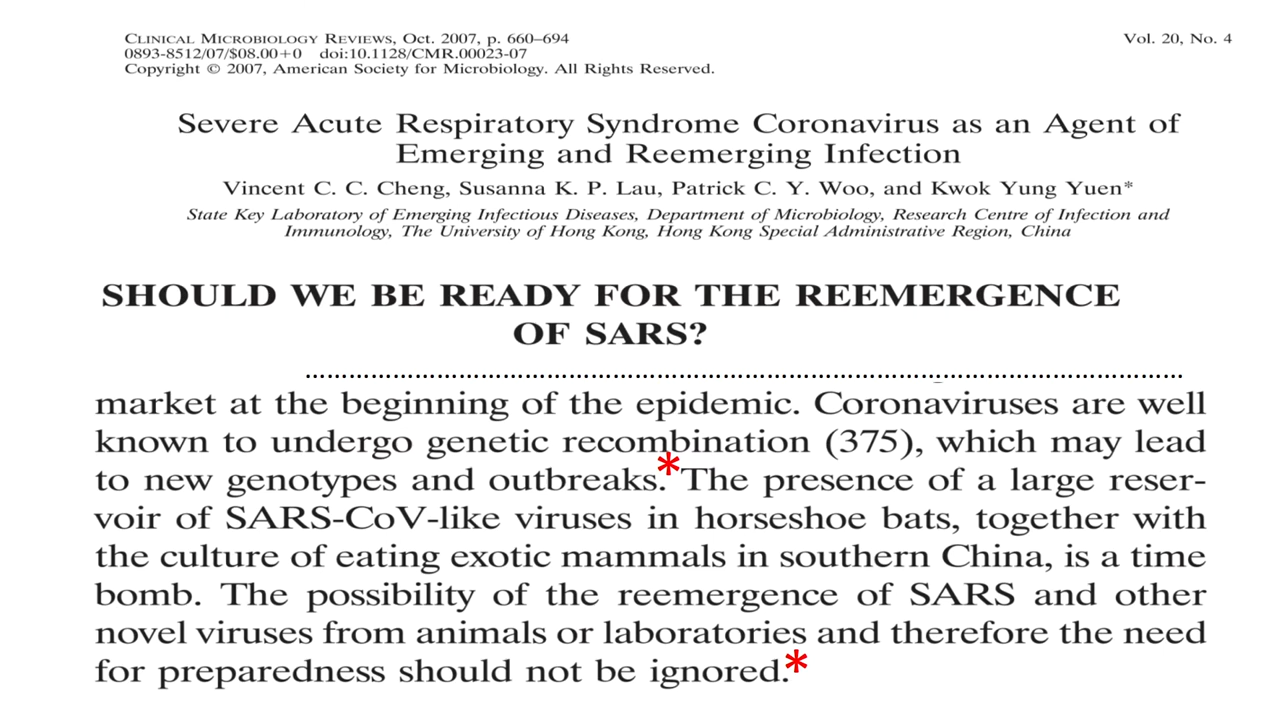 CLINICAL MICROBIOLOGY REVIEWS, Oct. 2007, p. 660–694 Vol. 20, No. 4
0893-8512/07/$08.00+0 doi:10.1128/CMR.00023-07
Copyright © 2007, American Society for Microbiology. All Rights Reserved.
Severe Acute Respiratory Syndrome Coronavirus as an Agent of
Emerging and Reemerging Infection
Vincent C. C. Cheng, Susanna K. P. Lau, Patrick C. Y. Woo, and Kwok Yung Yuen*
State Key Laboratory of Emerging Infectious Diseases, Department of Microbiology, Research Centre of Infection and
Immunology, The University of Hong Kong, Hong Kong Special Administrative Region, China
SHOULD WE BE READY FOR THE REEMERGENCE
OF SARS?
........................................................................................................................
market at the beginning of the epidemic. Coronaviruses are well
known to undergo genetic recombination (375), which may lead
to new genotypes and outbreaks.* The presence of a large reser-
voir of SARS-CoV-like viruses in horseshoe bats, together with
the culture of eating exotic mammals in southern China, is a time
bomb. The possibility of the reemergence of SARS and other
novel viruses from animals or laboratories and therefore the need
for preparedness should not be ignored.*